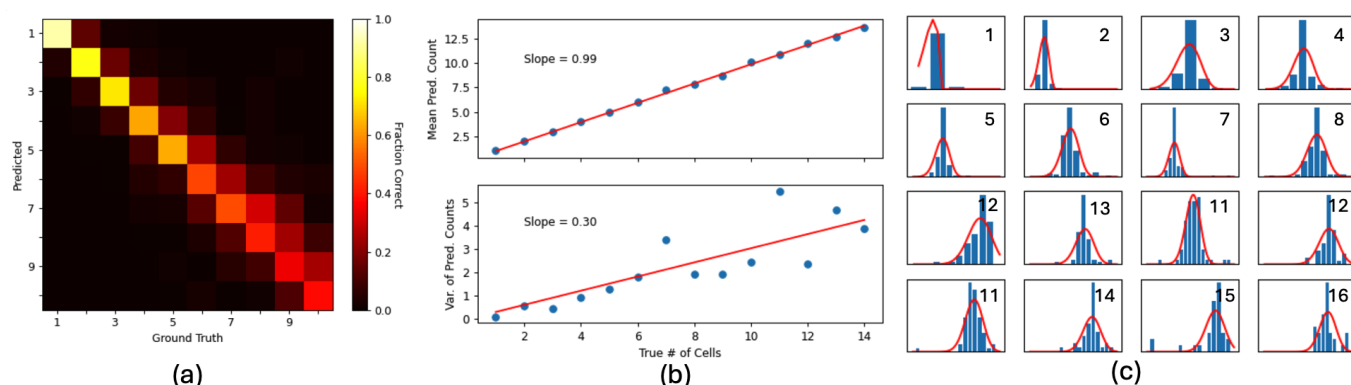 1
3
5
7
9
Predicted
1 3 5 7 9
Ground Truth
1.0
0.8
0.6
0.4
0.2
0.0
Fraction Correct
(a)
12.5
10.0
7.5
5.0
2.5
Mean Pred. Count
Slope = 0.99
5
4
3
2
1
0
Var. of Pred. Counts
Slope = 0.30
2 4 6 8 10 12 14
True # of Cells
(b)
1 2 3 4
5 6 7 8
12 13 11 12
11 14 15 16
(c)